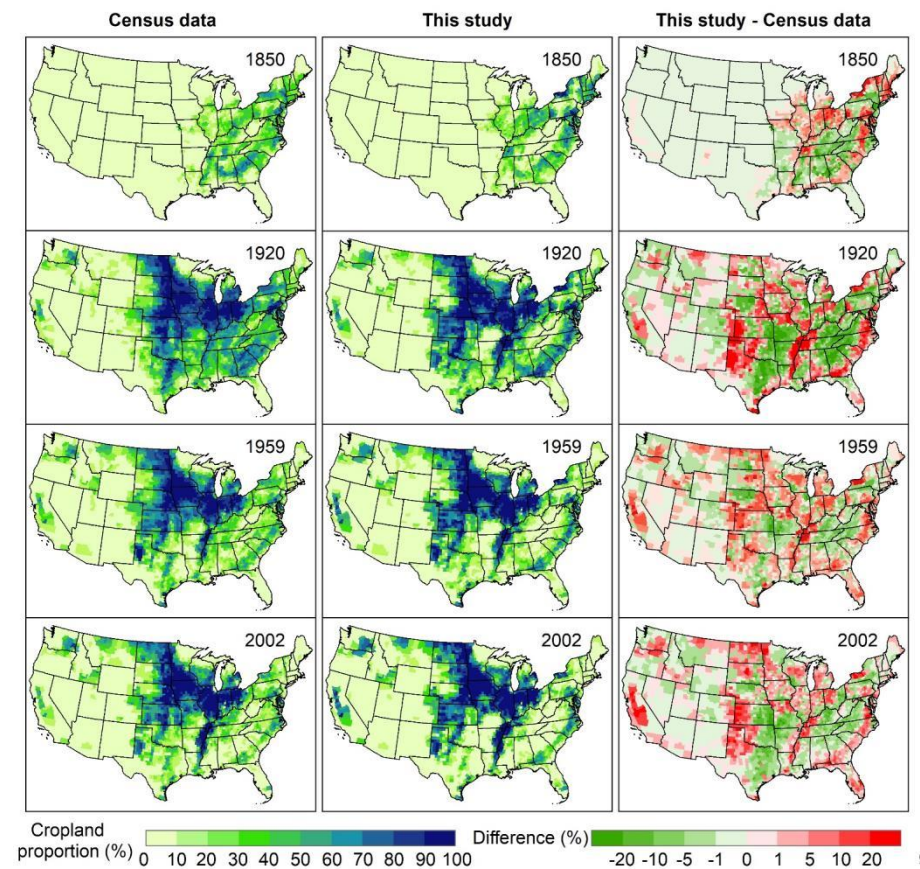 Census data This study This study - Census data
1850 1850 1850
1920 1920 1920
1959 1959 1959
2002 2002 2002
Cropland proportion (%) 0 10 20 30 40 50 60 70 80 90 100
Difference (%) -20 -10 -5 -1 0 1 5 10 20